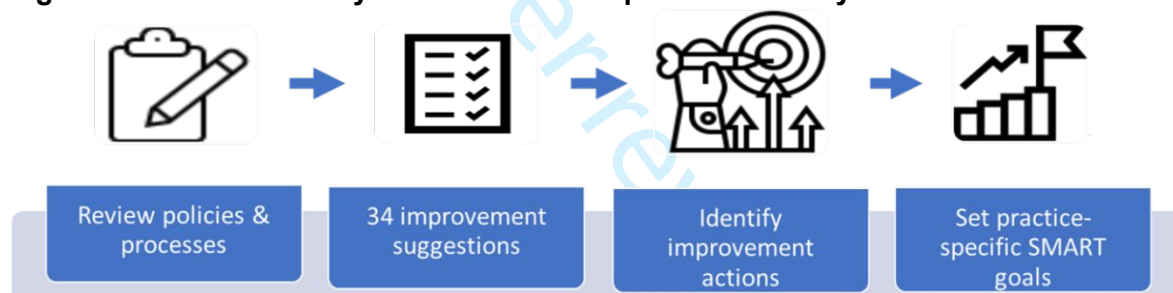 Review policies &
processes
34 improvement
suggestions
Identify
improvement
actions
Set practice-
specific SMART
goals